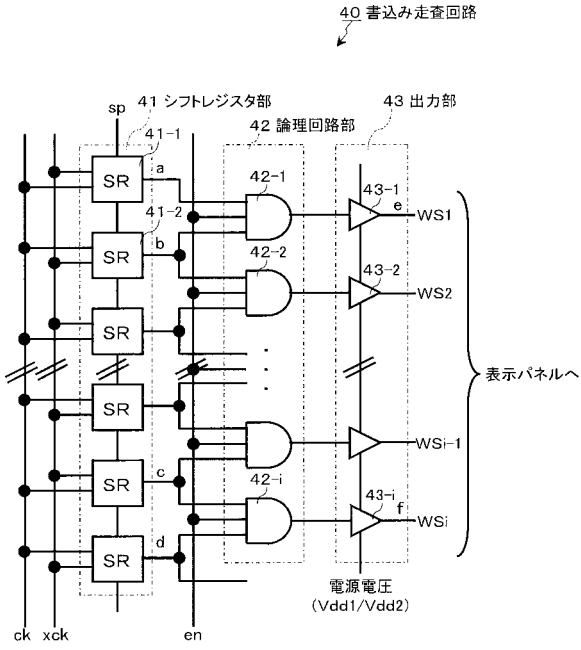 40 書込み走査回路
sp
41 シフトレジスタ部
42 論理回路部
43 出力部
41-1
SR
a
42-1
43-1
e
WS1
41-2
SR
b
42-2
43-2
WS2
SR
表示パネルへ
SR
WSi-1
SR
c
42-i
43-i
f
WSi
SR
d
電源電圧
(Vdd1/Vdd2)
ck
xck
en